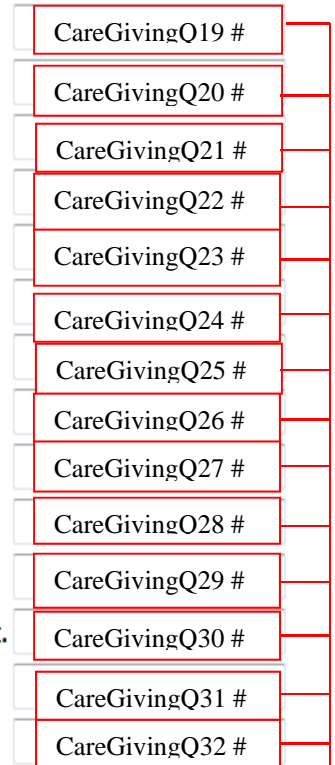 CareGivingQ19 #
CareGivingQ20 #
CareGivingQ21 #
CareGivingQ22 #
CareGivingQ23 #
CareGivingQ24 #
CareGivingQ25 #
CareGivingQ26 #
CareGivingQ27 #
CareGivingQ28 #
CareGivingQ29 #
CareGivingQ30 #
CareGivingQ31 #
CareGivingQ32 #